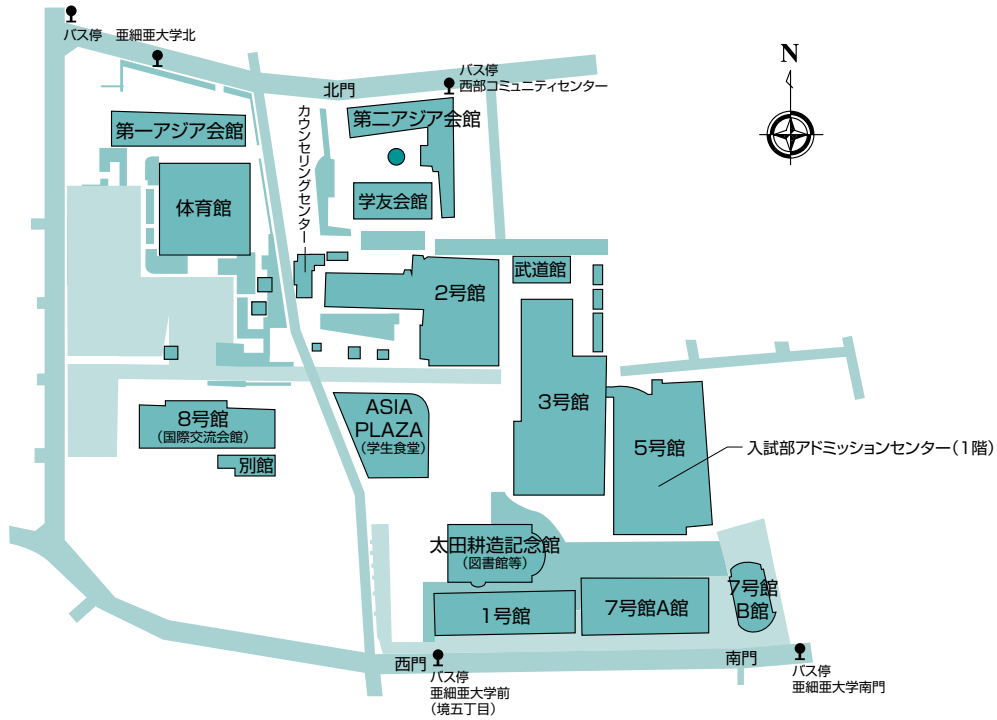 バス停　亜細亜大学北
バス停
西部コミュニティセンター
北門
N
第一アジア会館
第二アジア会館
カウンセリングセンター
体育館
学友会館
武道館
2号館
3号館
ASIA
PLAZA
(学生食堂)
8号館
(国際交流会館)
別館
5号館
入試部アドミッションセンター(1階)
太田耕造記念館
(図書館等)
1号館
7号館A館
7号館
B館
西門
バス停
亜細亜大学前
(境五丁目)
南門
バス停
亜細亜大学南門